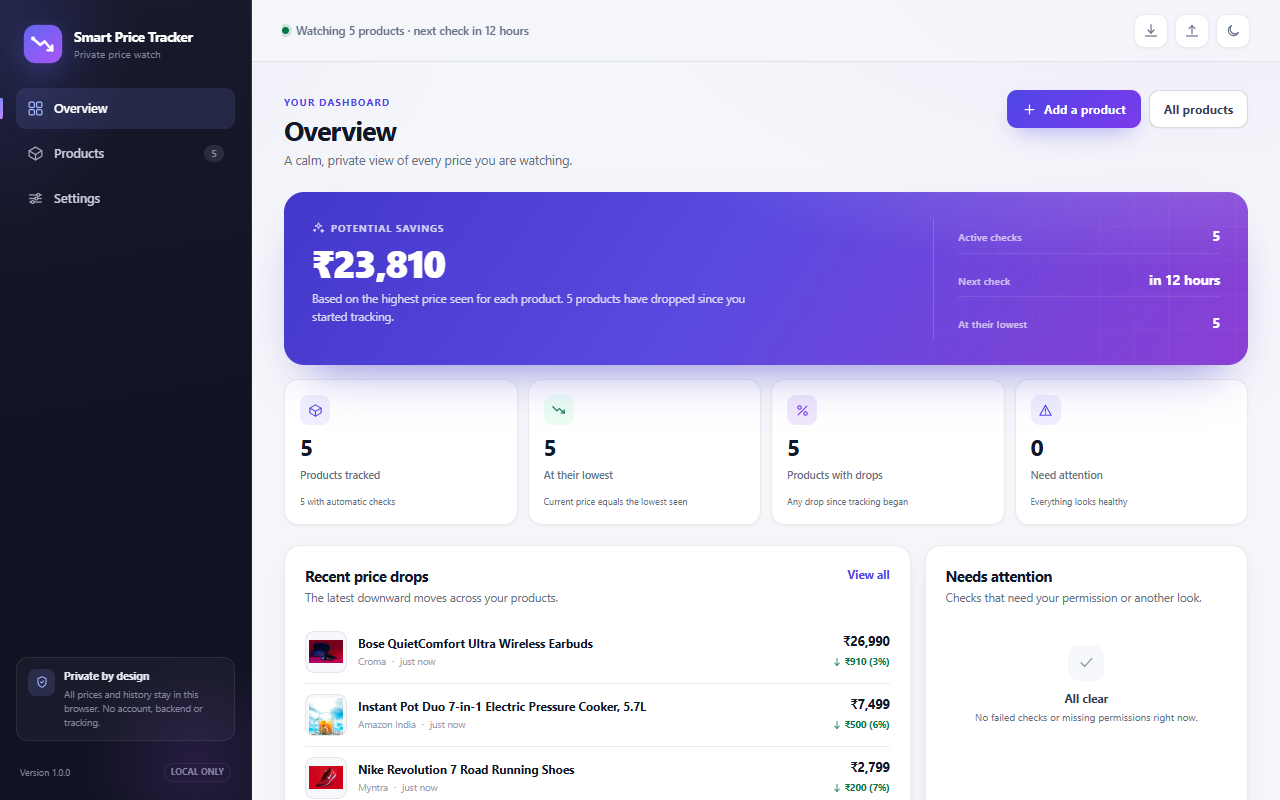 Smart Price Tracker
Private price watch
Overview
Products 5
Settings
Private by design
All prices and history stay in this
browser. No account, backend or
tracking.
Version 1.0.0 LOCAL ONLY
Watching 5 products · next check in 12 hours
YOUR DASHBOARD
Overview
A calm, private view of every price you are watching.
Add a product
All products
POTENTIAL SAVINGS
₹23,810
Based on the highest price seen for each product. 5 products have dropped since you
started tracking.
Active checks 5
Next check in 12 hours
At their lowest 5
5
Products tracked
5 with automatic checks
5
At their lowest
Current price equals the lowest seen
5
Products with drops
Any drop since tracking began
0
Need attention
Everything looks healthy
Recent price drops View all
The latest downward moves across your products.
Bose QuietComfort Ultra Wireless Earbuds ₹26,990
Croma · just now ↓ ₹910 (3%)
Instant Pot Duo 7-in-1 Electric Pressure Cooker, 5.7L ₹7,499
Amazon India · just now ↓ ₹500 (6%)
Nike Revolution 7 Road Running Shoes ₹2,799
Myntra · just now ↓ ₹200 (7%)
Needs attention
Checks that need your permission or another look.
All clear
No failed checks or missing permissions right now.